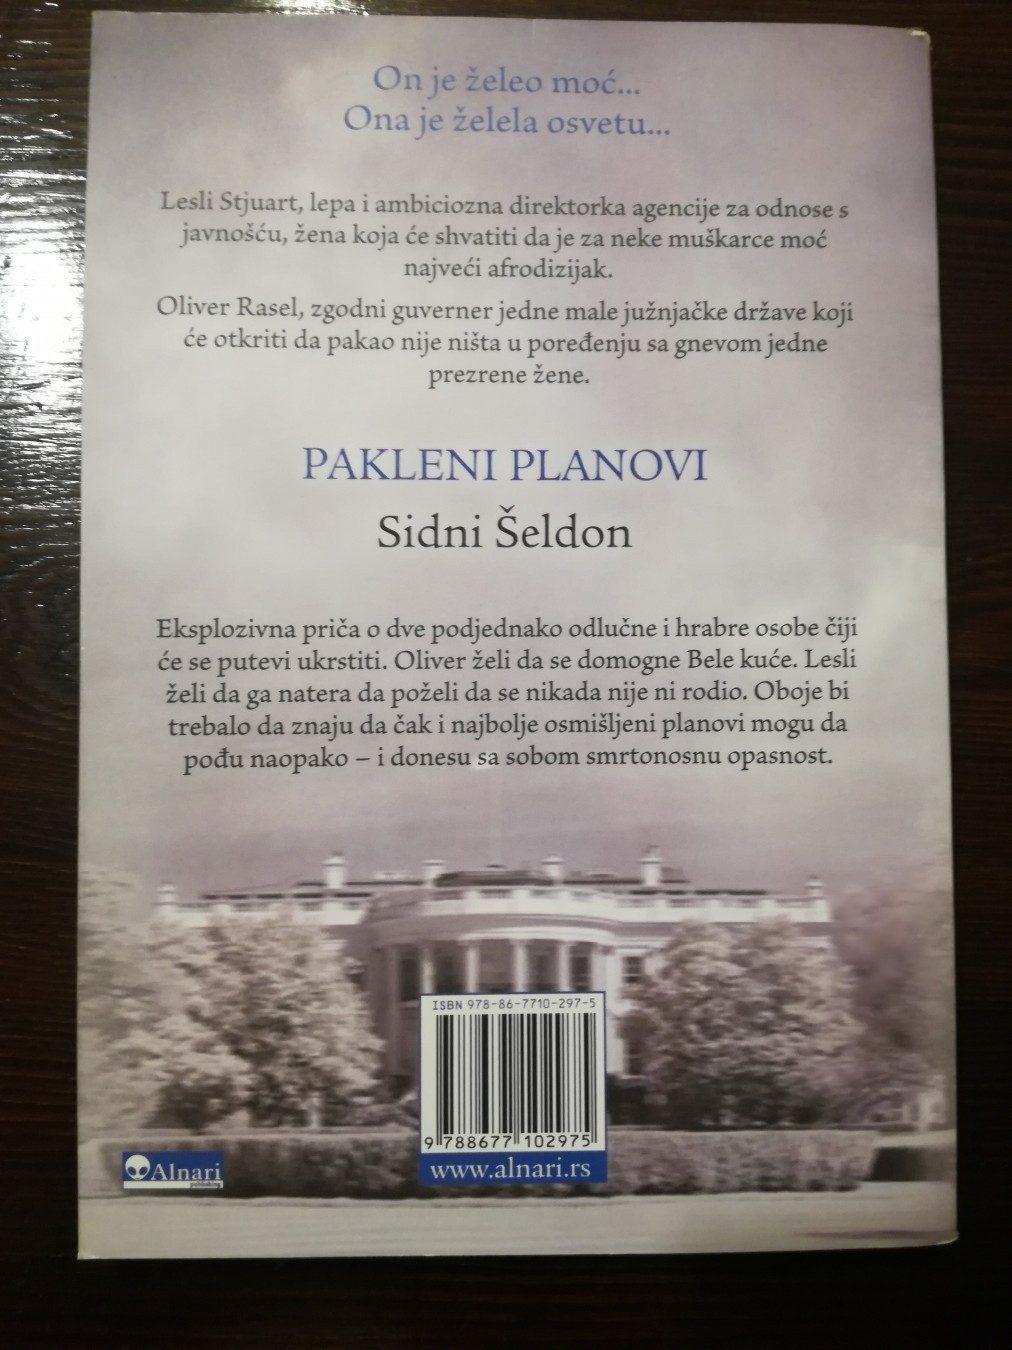 On je želeo moć...
Ona je želela osvetu...
Lesli Stjuart, lepa i ambiciozna direktorka agencije za odnose s
javnošću, žena koja će shvatiti da je za neke muškarce moć
najveći afrodizijak.
Oliver Rasel, zgodni guverner jedne male južnjačke države koji
će otkriti da pakao nije ništa u poređenju sa gnevom jedne
prezrene žene.
PAKLENI PLANOVI
Sidni Šeldon
Eksplozivna priča o dve podjednako odlučne i hrabre osobe čiji
će se putevi ukrstiti. Oliver želi da se domogne Bele kuće. Lesli
želi da ga natera da poželi da se nikada nije ni rodio. Oboje bi
trebalo da znaju da čak i najbolje osmišljeni planovi mogu da
pođu naopako – i donesu sa sobom smrtonosnu opasnost.
ISBN 978-86-7710-297-5
9 788677 102975
www.alnari.rs
Alnari
publishing